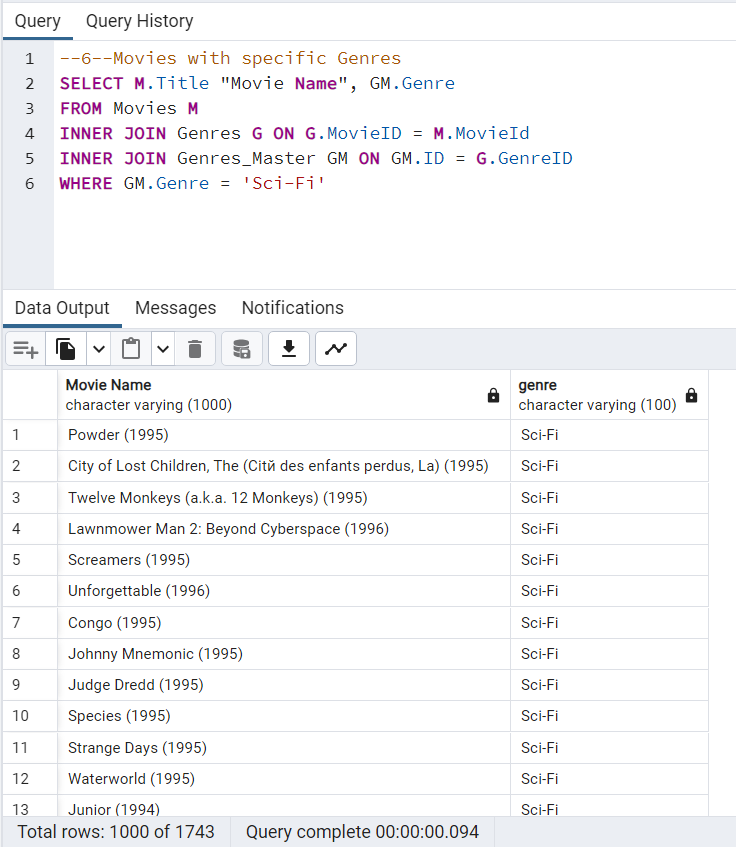 Query Query History
1 --6--Movies with specific Genres
2 SELECT M.Title "Movie Name", GM.Genre
3 FROM Movies M
4 INNER JOIN Genres G ON G.MovieID = M.MovieId
5 INNER JOIN Genres_Master GM ON GM.ID = G.GenreID
6 WHERE GM.Genre = 'Sci-Fi'
Data Output Messages Notifications
Movie Name genre
character varying (1000) character varying (100)
1 Powder (1995) Sci-Fi
2 City of Lost Children, The (Citй des enfants perdus, La) (1995) Sci-Fi
3 Twelve Monkeys (a.k.a. 12 Monkeys) (1995) Sci-Fi
4 Lawnmower Man 2: Beyond Cyberspace (1996) Sci-Fi
5 Screamers (1995) Sci-Fi
6 Unforgettable (1996) Sci-Fi
7 Congo (1995) Sci-Fi
8 Johnny Mnemonic (1995) Sci-Fi
9 Judge Dredd (1995) Sci-Fi
10 Species (1995) Sci-Fi
11 Strange Days (1995) Sci-Fi
12 Waterworld (1995) Sci-Fi
13 Junior (1994) Sci-Fi
Total rows: 1000 of 1743 Query complete 00:00:00.094